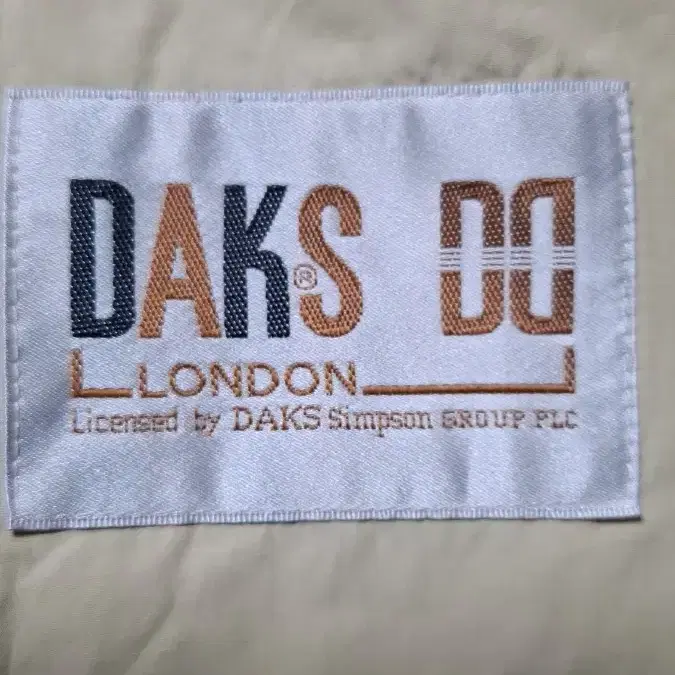 DAKS® DD
LONDON
Licensed by DAKS Simpson GROUP PLC